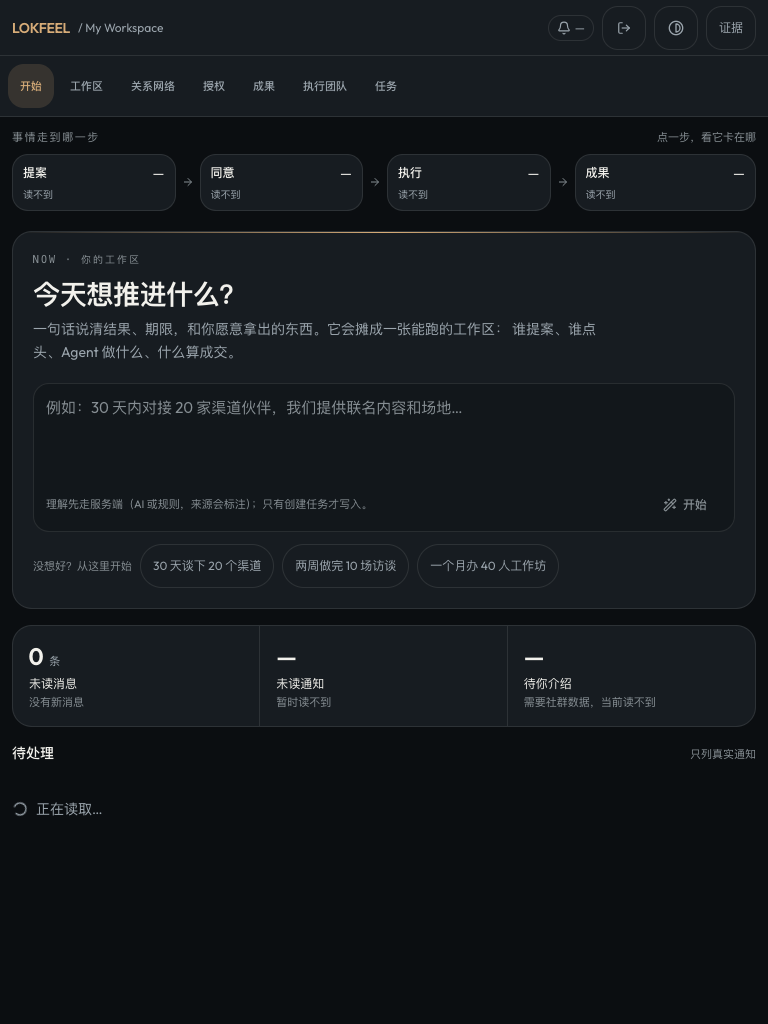 LOKFEEL / My Workspace
— 证据
开始 工作区 关系网络 授权 成果 执行团队 任务
事情走到哪一步 点一步，看它卡在哪
提案 — → 同意 — → 执行 — → 成果 —
读不到 读不到 读不到 读不到
NOW · 你的工作区
今天想推进什么?
一句话说清结果、期限，和你愿意拿出的东西。它会摊成一张能跑的工作区： 谁提案、谁点
头、Agent 做什么、什么算成交。
例如：30 天内对接 20 家渠道伙伴，我们提供联名内容和场地…
理解先走服务端（AI 或规则，来源会标注）；只有创建任务才写入。 开始
没想好？从这里开始 30 天谈下 20 个渠道 两周做完 10 场访谈 一个月办 40 人工作坊
0 条 — —
未读消息 未读通知 待你介绍
没有新消息 暂时读不到 需要社群数据，当前读不到
待处理 只列真实通知
正在读取…